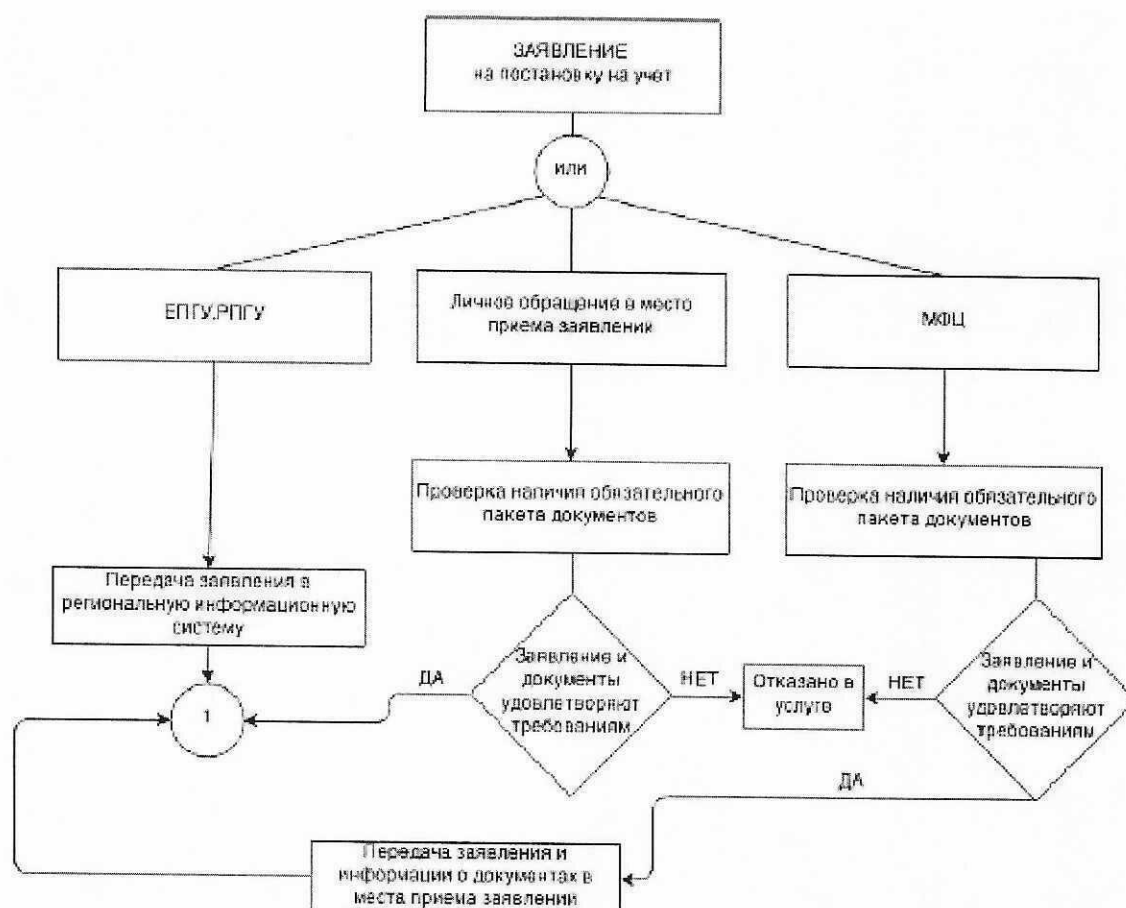 ЗАЯВЛЕНИЕ
на постановку на учет
или
ЕПГУ.РПГУ
Личное обращение в место
приема заявлении
МФЦ
Проверка наличия обязательного
пакета документов
Проверка наличия обязательного
пакета документов
Передача заявления в
региональную информационную
систему
1
ДА
Заявление и
документы
удовлетворяют
требованиям
НЕТ
Отказано в
услуге
НЕТ
Заявление и
документы
удовлетворяют
требованиям
ДА
Передача заявления и
информации о документах в
места приема заявлении